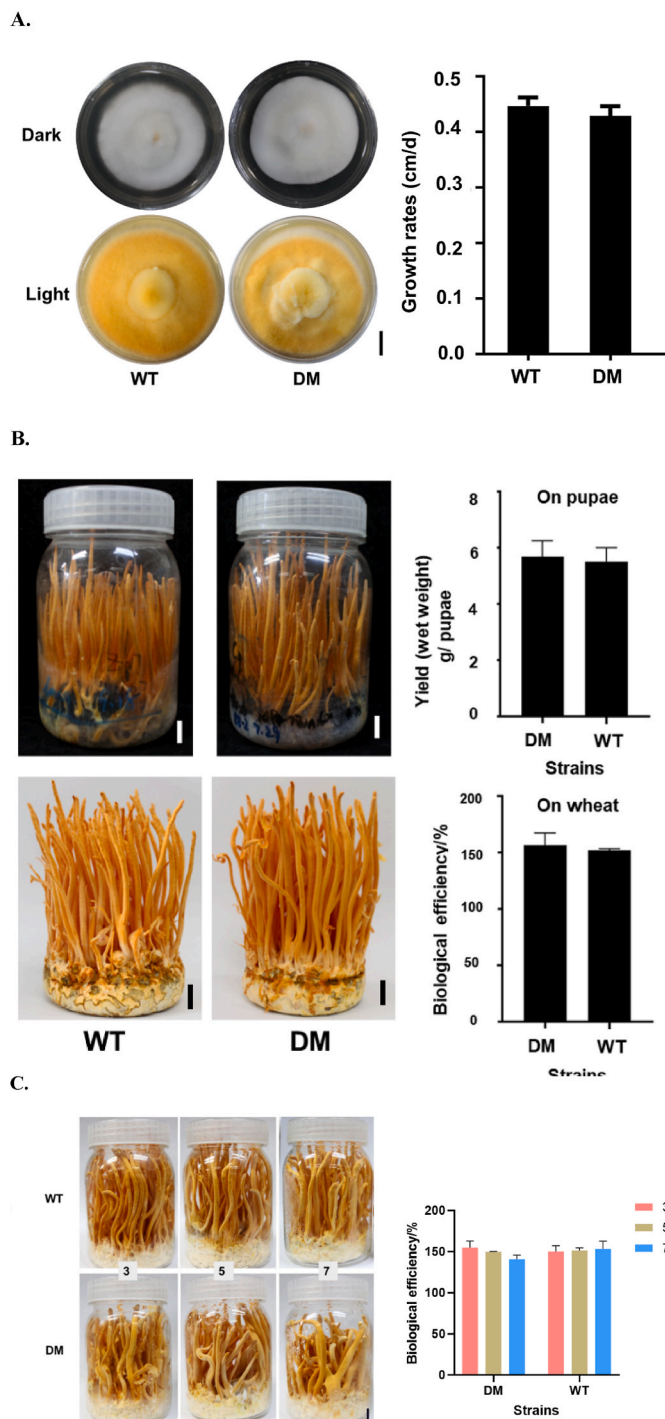 A.
Dark
Light
WT
DM
Growth rates (cm/d)
0.5
0.4
0.3
0.2
0.1
0.0
WT
DM
B.
WT
DM
On pupae
Yield (wet weight)
g/ pupae
8
6
4
2
0
DM
WT
Strains
On wheat
Biological efficiency/%
200
150
100
50
0
DM
WT
Strains
C.
WT
3
5
7
DM
Biological efficiency/%
200
150
100
50
0
DM
WT
Strains